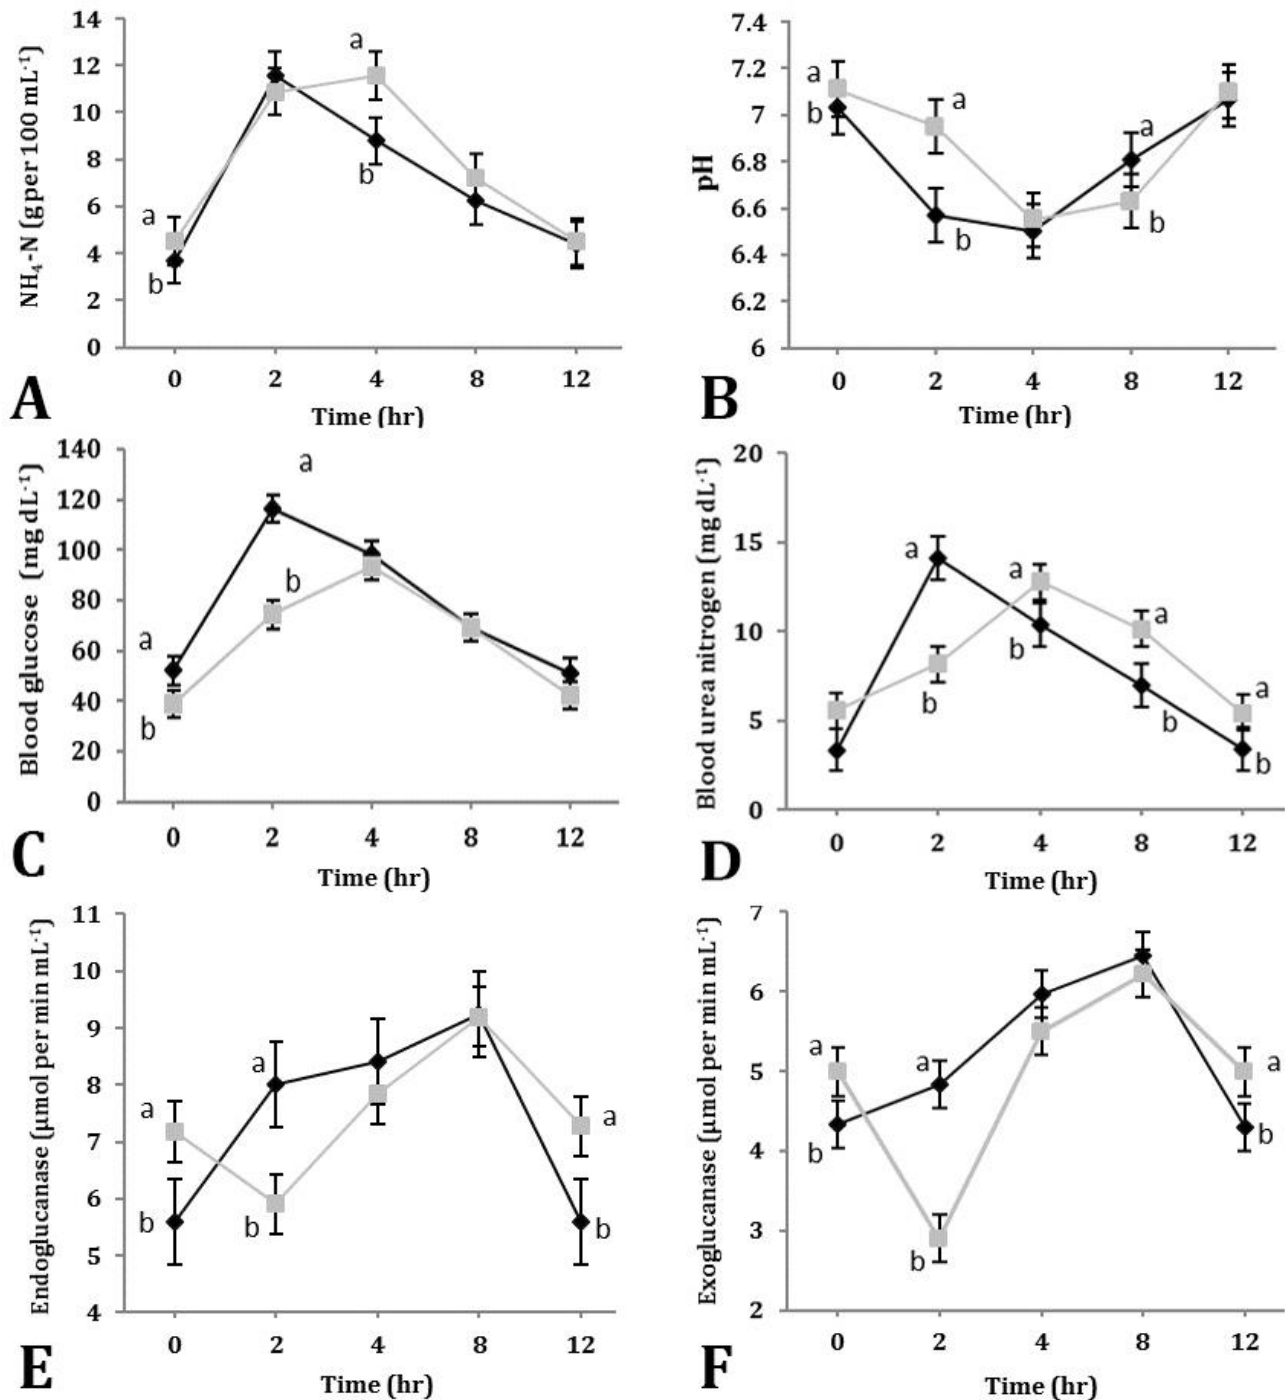 NH₄-N (gper 100 mL⁻¹)
14
12
10
8
6
4
2
0
a
b
a
b
0 2 4 8 12
Time (hr)
A
pH
7.4
7.2
7
6.8
6.6
6.4
6.2
6
a
b
a
b
a
b
0 2 4 8 12
Time (hr)
B
Blood glucose (mg dL⁻¹)
140
120
100
80
60
40
20
0
a
b
a
b
0 2 4 8 12
Time (hr)
C
Blood urea nitrogen (mg dL⁻¹)
20
15
10
5
0
a
b
a
b
a
b
a
b
0 2 4 8 12
Time (hr)
D
Endoglucanase (µmol per min mL⁻¹)
11
10
9
8
7
6
5
4
a
b
a
b
a
b
0 2 4 8 12
Time (hr)
E
Exoglucanase (µmol per min mL⁻¹)
7
6
5
4
3
2
a
b
a
b
a
b
0 2 4 8 12
Time (hr)
F